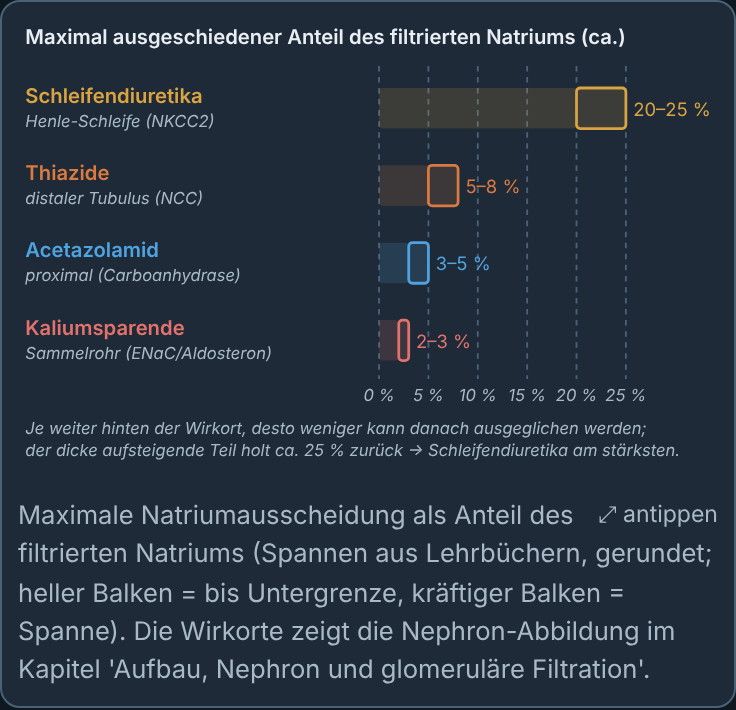 Maximal ausgeschiedener Anteil des filtrierten Natriums (ca.)
Schleifendiuretika
Henle-Schleife (NKCC2)
20–25 %
Thiazide
distaler Tubulus (NCC)
5–8 %
Acetazolamid
proximal (Carboanhydrase)
3–5 %
Kaliumsparende
Sammelrohr (ENaC/Aldosteron)
2–3 %
0 % 5 % 10 % 15 % 20 % 25 %
Je weiter hinten der Wirkort, desto weniger kann danach ausgeglichen werden;
der dicke aufsteigende Teil holt ca. 25 % zurück → Schleifendiuretika am stärksten.
Maximale Natriumausscheidung als Anteil des ⤢ antippen
filtrierten Natriums (Spannen aus Lehrbüchern, gerundet;
heller Balken = bis Untergrenze, kräftiger Balken =
Spanne). Die Wirkorte zeigt die Nephron-Abbildung im
Kapitel 'Aufbau, Nephron und glomeruläre Filtration'.